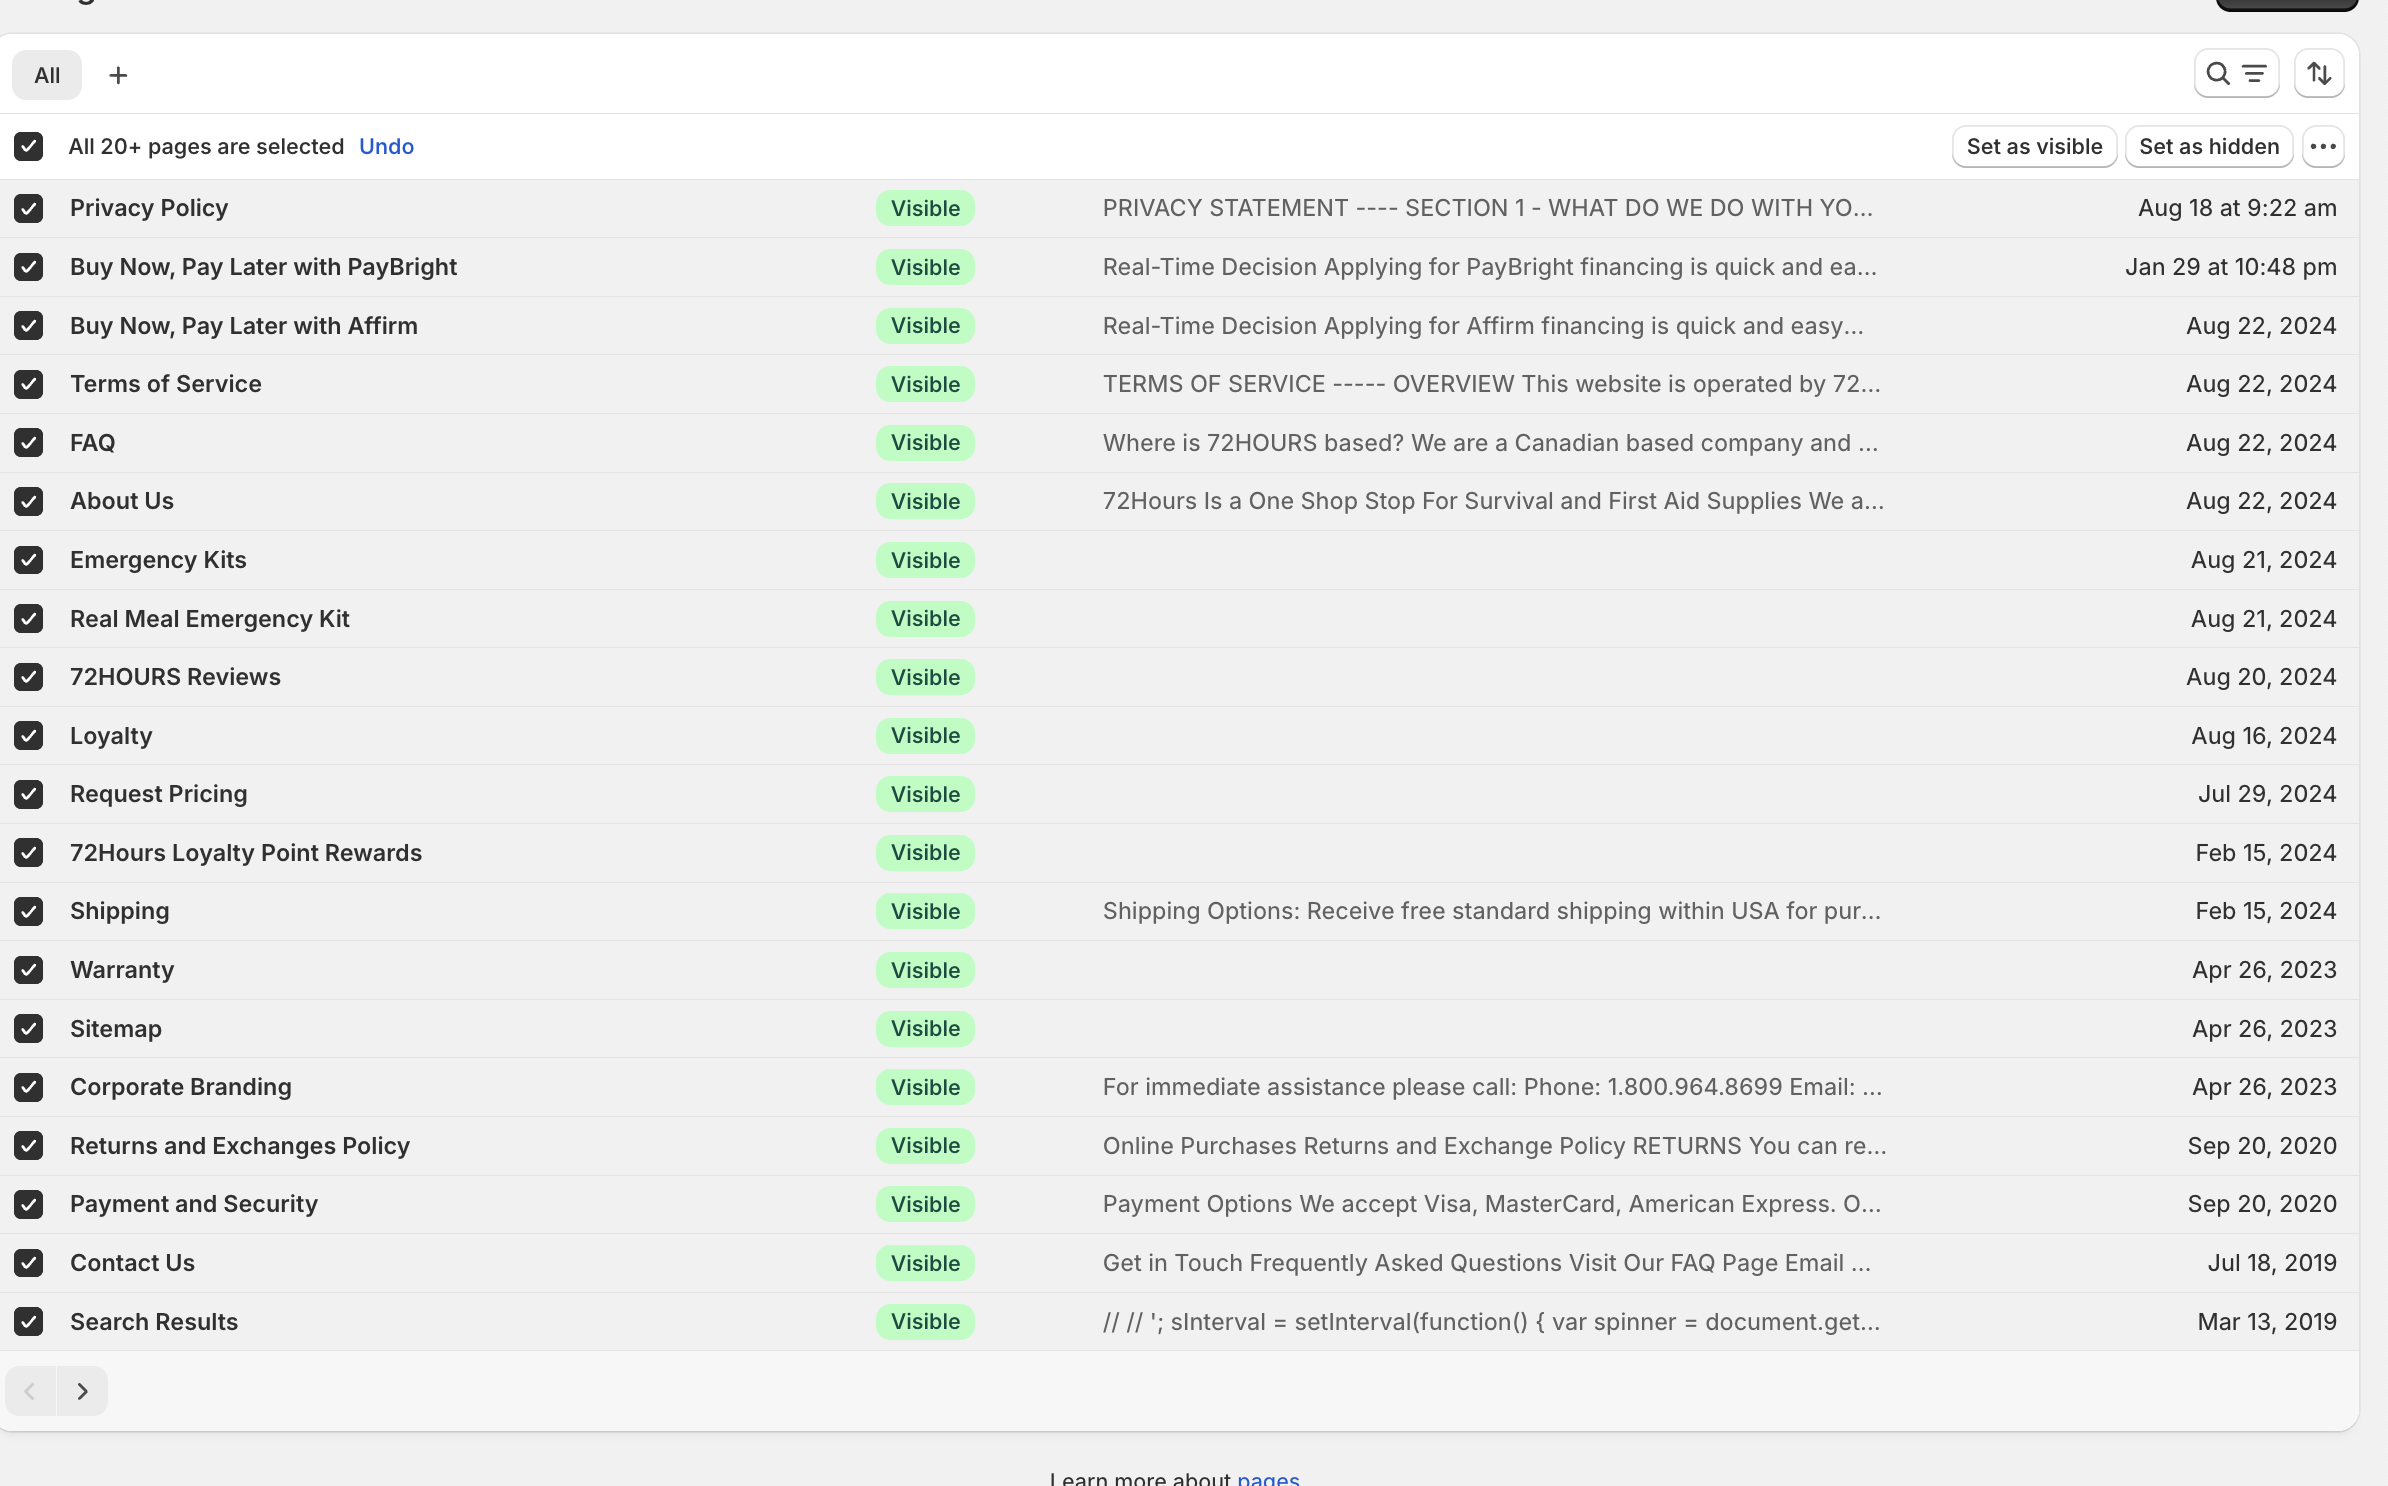 All +
All 20+ pages are selected Undo Set as visible Set as hidden ...
Privacy Policy Visible PRIVACY STATEMENT ---- SECTION 1 - WHAT DO WE DO WITH YO... Aug 18 at 9:22 am
Buy Now, Pay Later with PayBright Visible Real-Time Decision Applying for PayBright financing is quick and ea... Jan 29 at 10:48 pm
Buy Now, Pay Later with Affirm Visible Real-Time Decision Applying for Affirm financing is quick and easy... Aug 22, 2024
Terms of Service Visible TERMS OF SERVICE ----- OVERVIEW This website is operated by 72... Aug 22, 2024
FAQ Visible Where is 72HOURS based? We are a Canadian based company and ... Aug 22, 2024
About Us Visible 72Hours Is a One Shop Stop For Survival and First Aid Supplies We a... Aug 22, 2024
Emergency Kits Visible Aug 21, 2024
Real Meal Emergency Kit Visible Aug 21, 2024
72HOURS Reviews Visible Aug 20, 2024
Loyalty Visible Aug 16, 2024
Request Pricing Visible Jul 29, 2024
72Hours Loyalty Point Rewards Visible Feb 15, 2024
Shipping Visible Shipping Options: Receive free standard shipping within USA for pur... Feb 15, 2024
Warranty Visible Apr 26, 2023
Sitemap Visible Apr 26, 2023
Corporate Branding Visible For immediate assistance please call: Phone: 1.800.964.8699 Email: ... Apr 26, 2023
Returns and Exchanges Policy Visible Online Purchases Returns and Exchange Policy RETURNS You can re... Sep 20, 2020
Payment and Security Visible Payment Options We accept Visa, MasterCard, American Express. O... Sep 20, 2020
Contact Us Visible Get in Touch Frequently Asked Questions Visit Our FAQ Page Email ... Jul 18, 2019
Search Results Visible // // '; sInterval = setInterval(function() { var spinner = document.get... Mar 13, 2019
Learn more about pages